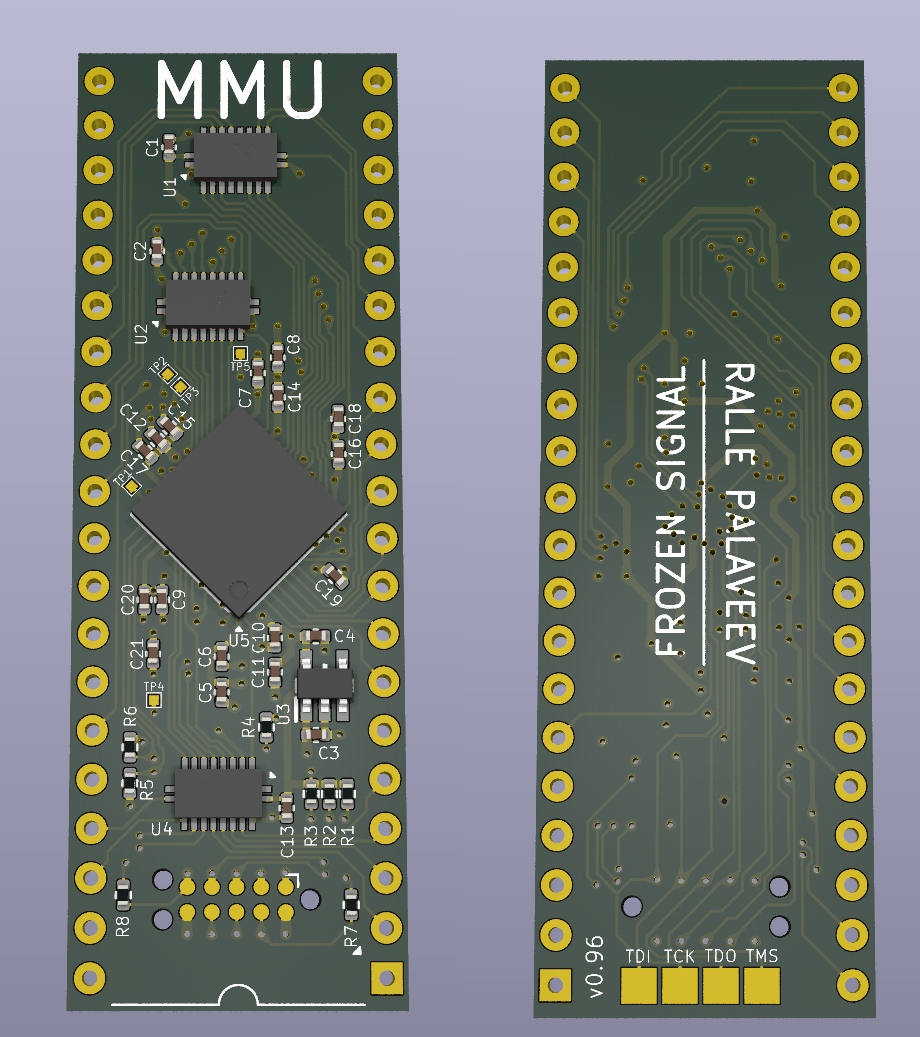 MMU
C1
U1
C2
U2
C8
TP5
TP2
TP3
C7
C14
C12
C18
C17
C16
TP1
C19
C20
C9
U5
C10
C4
C21
C6
C11
C5
TP4
U3
R6
R4
C3
R5
U4
C13
R3
R2
R1
R8
R7
RALLE PALAVEEV
FROZEN SIGNAL
v0.96
TDI TCK TDO TMS